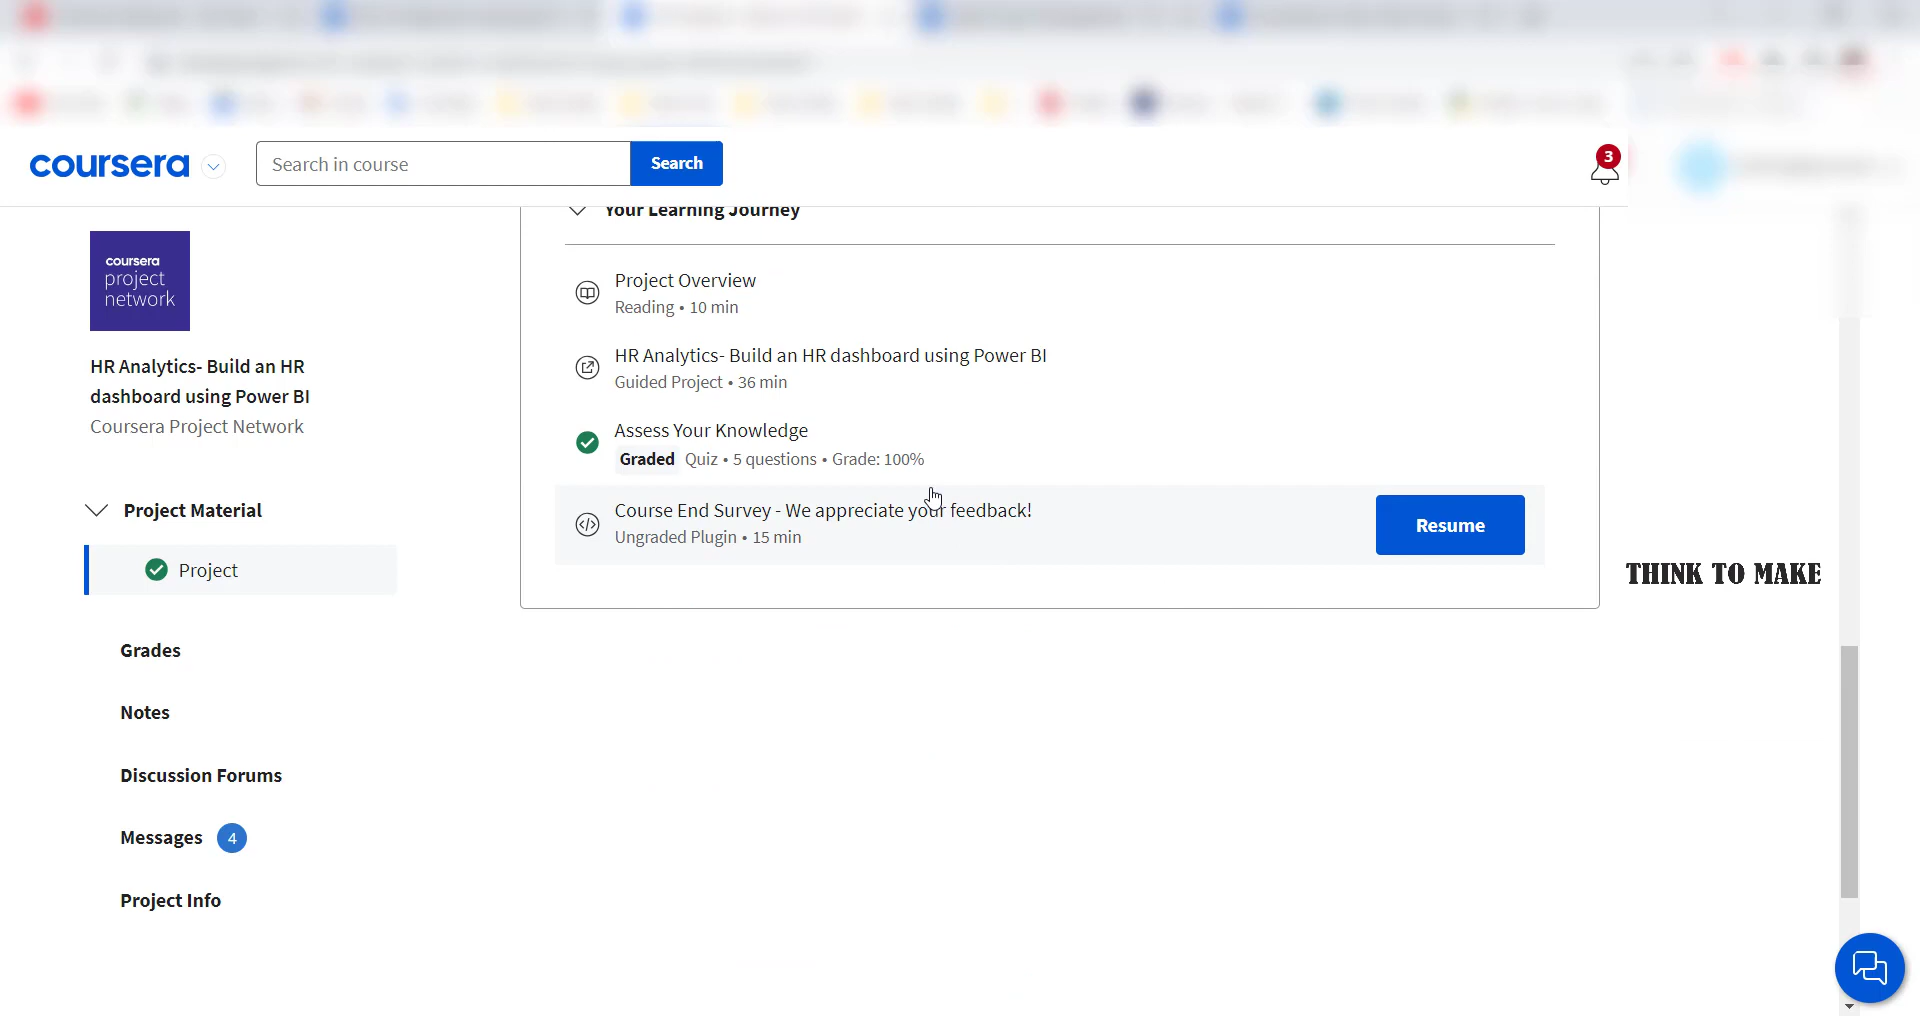 coursera
Search in course
Search
3
Your Learning Journey
coursera
project
network
HR Analytics- Build an HR
dashboard using Power BI
Coursera Project Network
Project Material
Project
Grades
Notes
Discussion Forums
Messages 4
Project Info
Project Overview
Reading • 10 min
HR Analytics- Build an HR dashboard using Power BI
Guided Project • 36 min
Assess Your Knowledge
Graded Quiz • 5 questions • Grade: 100%
Course End Survey - We appreciate your feedback!
Ungraded Plugin • 15 min
Resume
THINK TO MAKE